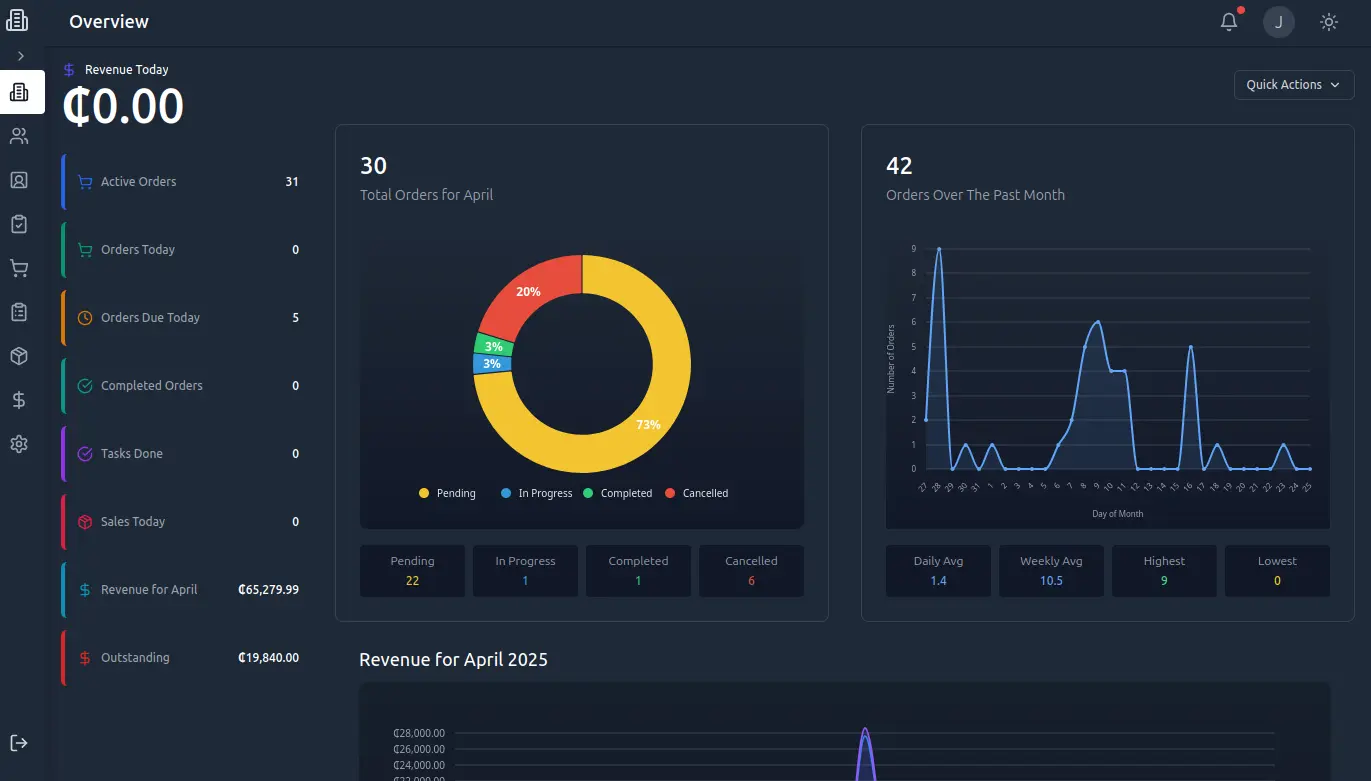 Overview
J
Revenue Today
₵0.00
Quick Actions
Active Orders 31
Orders Today 0
Orders Due Today 5
Completed Orders 0
Tasks Done 0
Sales Today 0
Revenue for April ₵65,279.99
Outstanding ₵19,840.00
30
Total Orders for April
20%
3%
3%
73%
Pending In Progress Completed Cancelled
Pending In Progress Completed Cancelled
22 1 1 6
42
Orders Over The Past Month
9
8
7
6
5
4
3
2
1
0
Number of Orders
27 28 29 30 31 1 2 3 4 5 6 7 8 9 10 11 12 13 14 15 16 17 18 19 20 21 22 23 24 25
Day of Month
Daily Avg Weekly Avg Highest Lowest
1.4 10.5 9 0
Revenue for April 2025
₵28,000.00
₵26,000.00
₵24,000.00
₵22,000.00